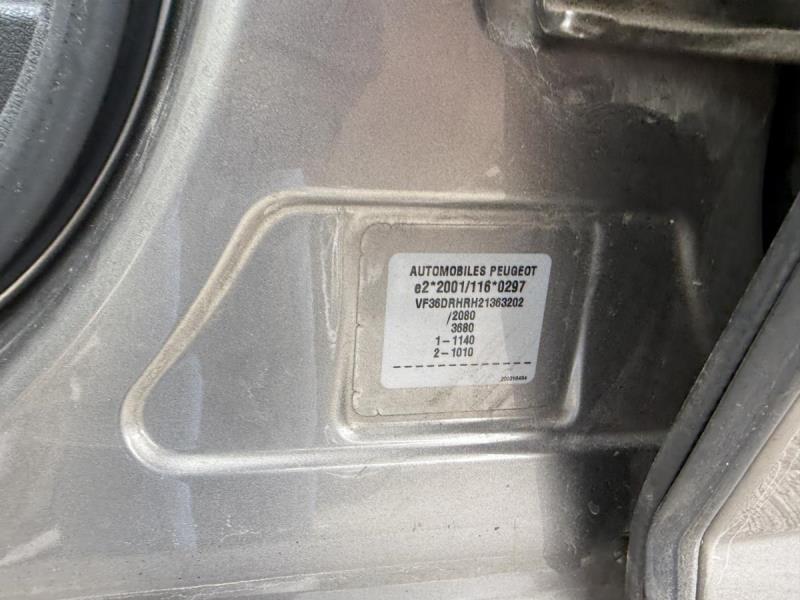 AUTOMOBILES PEUGEOT
e2*2001/116*0297
VF36DRHRH21363202
/2080
3680
1-1140
2-1010